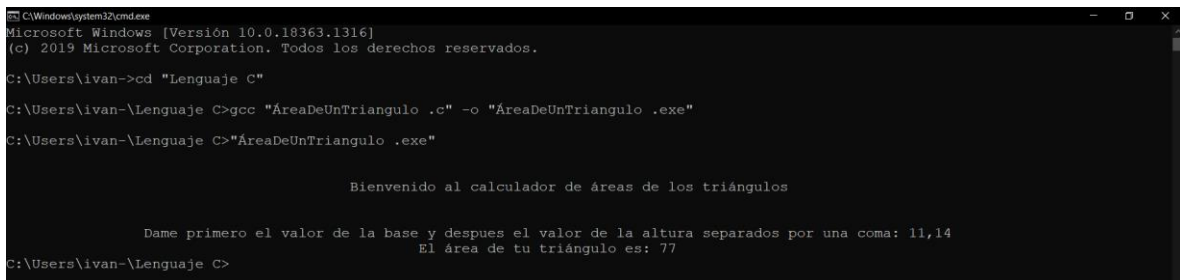 C:\Windows\system32\cmd.exe
Microsoft Windows [Versión 10.0.18363.1316]
(c) 2019 Microsoft Corporation. Todos los derechos reservados.
C:\Users\ivan->cd "Lenguaje C"
C:\Users\ivan-\Lenguaje C>gcc "ÁreaDeUnTriangulo .c" -o "ÁreaDeUnTriangulo .exe"
C:\Users\ivan-\Lenguaje C>"ÁreaDeUnTriangulo .exe"
Bienvenido al calculador de áreas de los triángulos
Dame primero el valor de la base y despues el valor de la altura separados por una coma: 11,14
El área de tu triángulo es: 77
C:\Users\ivan-\Lenguaje C>